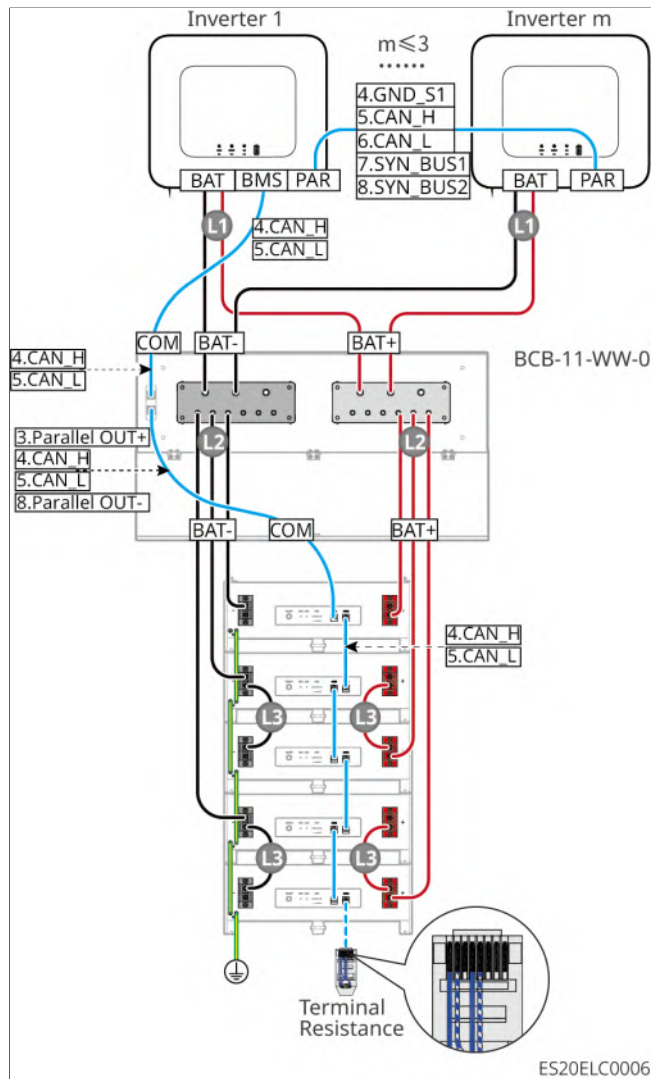 Inverter 1
Inverter m
m≤3
......
4.GND_S1
5.CAN_H
6.CAN_L
7.SYN_BUS1
8.SYN_BUS2
BAT
BMS
PAR
BAT
PAR
L1
4.CAN_H
5.CAN_L
L1
COM
BAT-
BAT+
BCB-11-WW-0
4.CAN_H
5.CAN_L
L2
L2
3.Parallel OUT+
4.CAN_H
5.CAN_L
8.Parallel OUT-
BAT-
COM
BAT+
4.CAN_H
5.CAN_L
L3
L3
L3
L3
Terminal
Resistance
ES20ELC0006